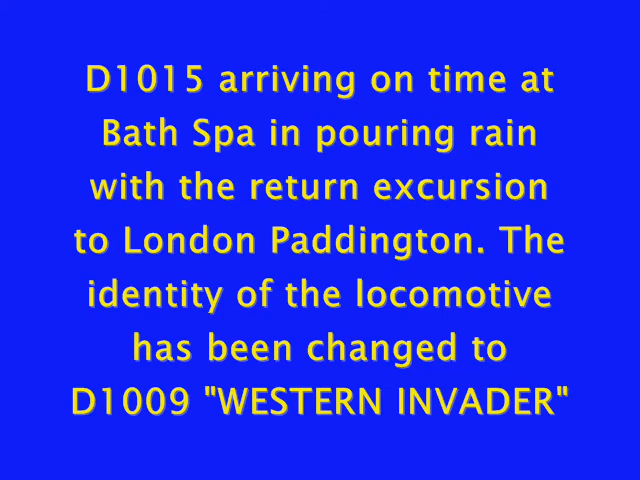 D1015 arriving on time at
Bath Spa in pouring rain
with the return excursion
to London Paddington. The
identity of the locomotive
has been changed to
D1009 "WESTERN INVADER"